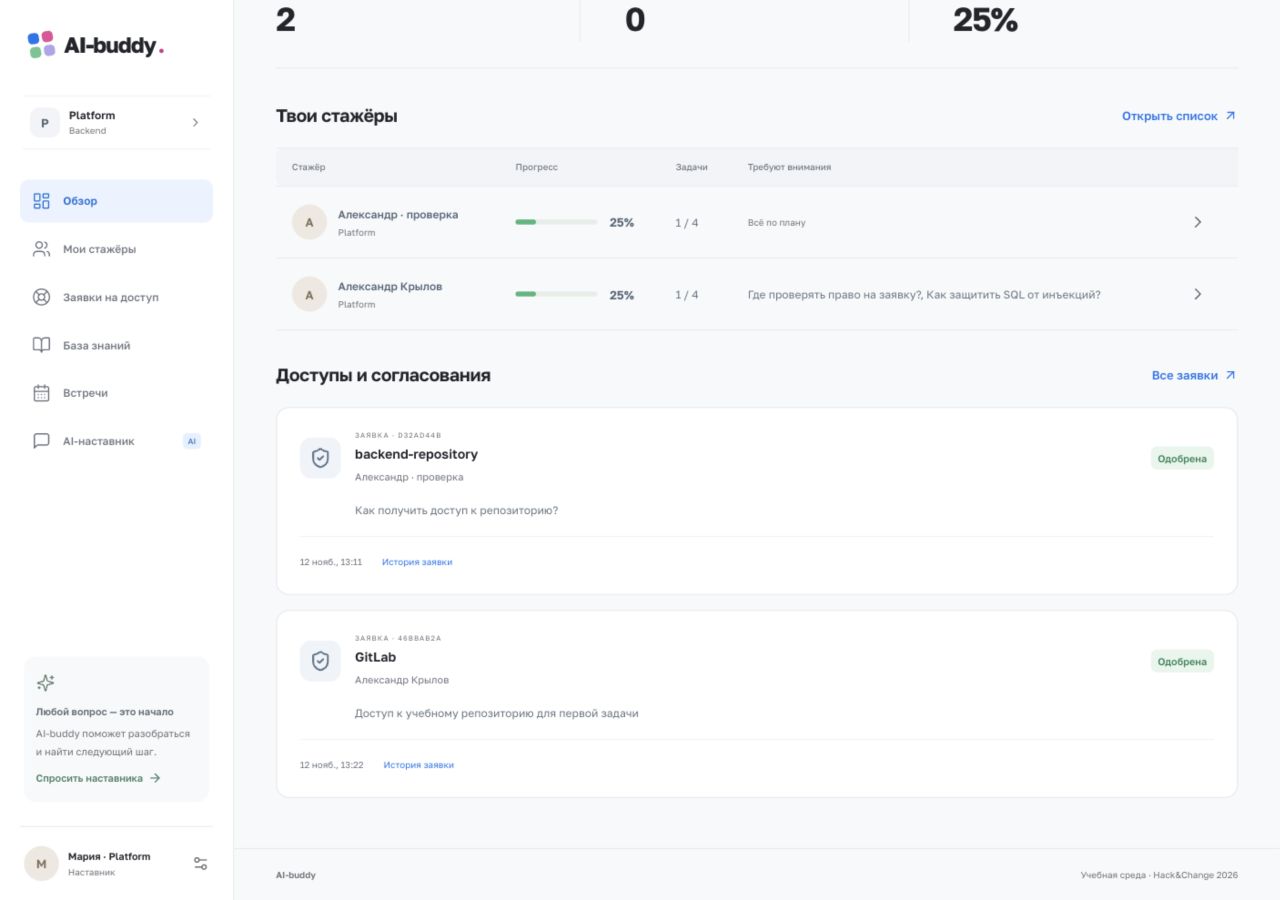 AI-buddy.
Platform
Backend
P
Обзор
Мои стажёры
Заявки на доступ
База знаний
Встречи
AI-наставник AI
Любой вопрос — это начало
AI-buddy поможет разобраться
и найти следующий шаг.
Спросить наставника
M
Мария · Platform
Наставник
2 0 25%
Твои стажёры Открыть список
Стажёр Прогресс Задачи Требуют внимания
А Александр · проверка 25% 1 / 4 Всё по плану
Platform
А Александр Крылов 25% 1 / 4 Где проверять право на заявку?, Как защитить SQL от инъекций?
Platform
Доступы и согласования Все заявки
ЗАЯВКА · D32AD44B
backend-repository
Одобрена
Александр · проверка
Как получить доступ к репозиторию?
12 нояб., 13:11 История заявки
ЗАЯВКА · 46BBAB2A
GitLab
Одобрена
Александр Крылов
Доступ к учебному репозиторию для первой задачи
12 нояб., 13:22 История заявки
AI-buddy Учебная среда · Hack&Change 2026